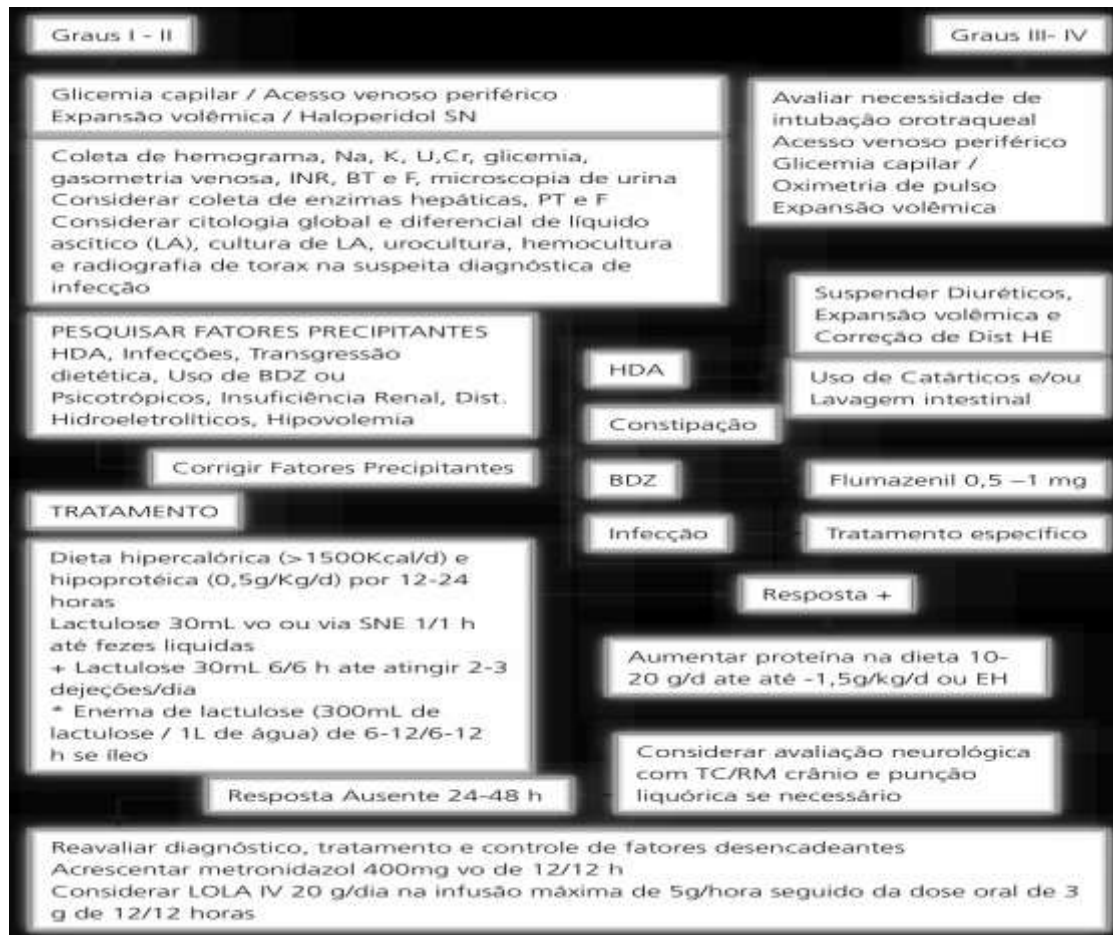 Graus I - II
Graus III- IV
Glicemia capilar / Acesso venoso periférico
Expansão volêmica / Haloperidol SN
Coleta de hemograma, Na, K, U,Cr, glicemia,
gasometria venosa, INR, BT e F, microscopia de urina
Considerar coleta de enzimas hepáticas, PT e F
Considerar citologia global e diferencial de líquido
ascítico (LA), cultura de LA, urocultura, hemocultura
e radiografia de torax na suspeita diagnóstica de
infecção
Avaliar necessidade de
intubação orotraqueal
Acesso venoso periférico
Glicemia capilar /
Oximetria de pulso
Expansão volêmica
PESQUISAR FATORES PRECIPITANTES
HDA, Infecções, Transgressão
dietética, Uso de BDZ ou
Psicotrópicos, Insuficiência Renal, Dist.
Hidroeletrolíticos, Hipovolemia
Corrigir Fatores Precipitantes
HDA
Suspender Diuréticos,
Expansão volêmica e
Correção de Dist HE
Constipação
Uso de Catárticos e/ou
Lavagem intestinal
BDZ
Flumazenil 0,5 –1 mg
Infecção
Tratamento específico
TRATAMENTO
Dieta hipercalórica (>1500Kcal/d) e
hipoprotéica (0,5g/Kg/d) por 12-24
horas
Lactulose 30mL vo ou via SNE 1/1 h
até fezes liquidas
+ Lactulose 30mL 6/6 h ate atingir 2-3
dejeções/dia
* Enema de lactulose (300mL de
lactulose / 1L de água) de 6-12/6-12
h se íleo
Resposta +
Aumentar proteína na dieta 10-
20 g/d ate até -1,5g/kg/d ou EH
Resposta Ausente 24-48 h
Considerar avaliação neurológica
com TC/RM crânio e punção
liquórica se necessário
Reavaliar diagnóstico, tratamento e controle de fatores desencadeantes
Acrescentar metronidazol 400mg vo de 12/12 h
Considerar LOLA IV 20 g/dia na infusão máxima de 5g/hora seguido da dose oral de 3
g de 12/12 horas